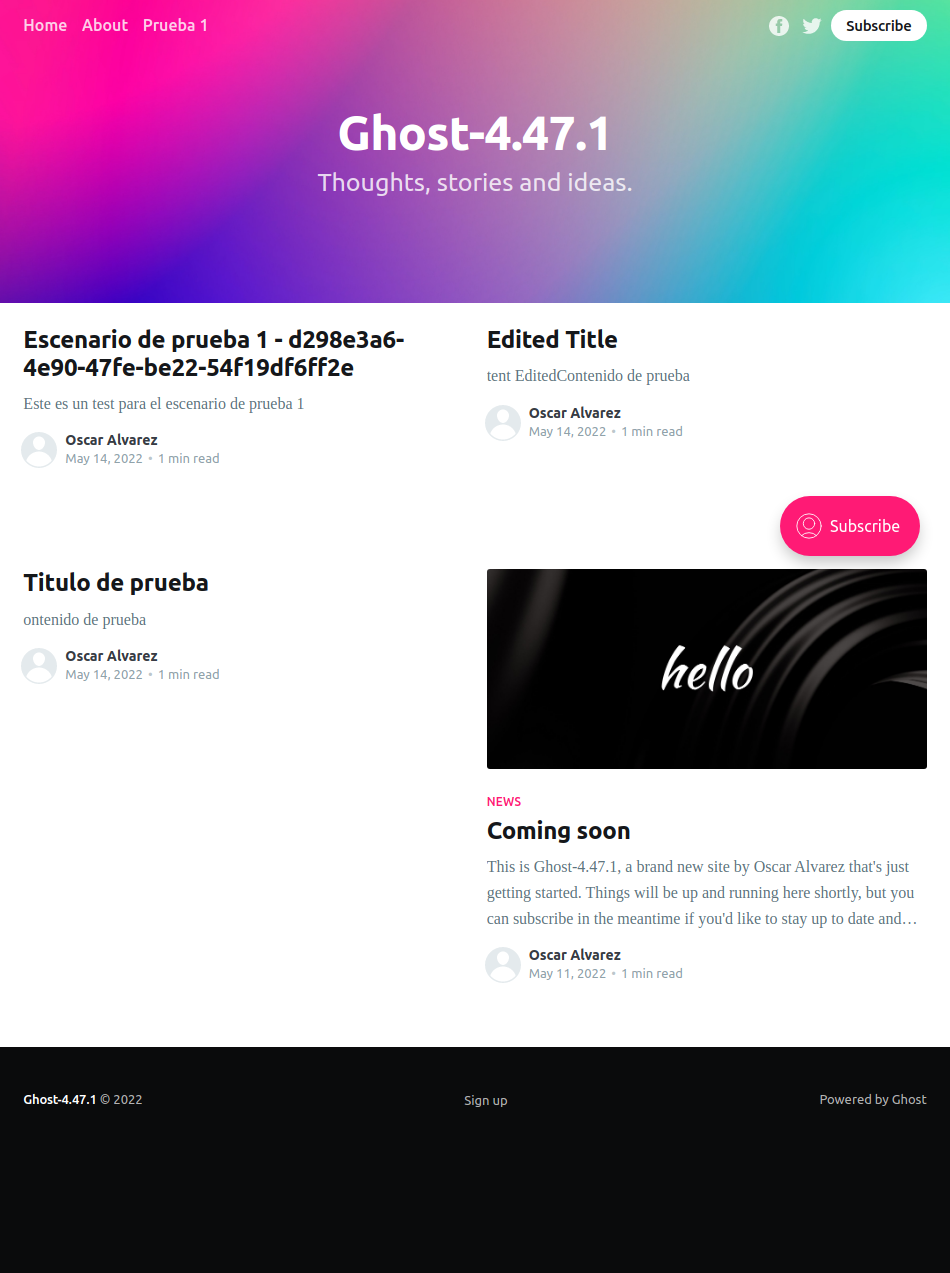 Home About Prueba 1
Subscribe
Ghost-4.47.1
Thoughts, stories and ideas.
Escenario de prueba 1 - d298e3a6-
4e90-47fe-be22-54f19df6ff2e
Este es un test para el escenario de prueba 1
Oscar Alvarez
May 14, 2022 • 1 min read
Edited Title
tent EditedContenido de prueba
Oscar Alvarez
May 14, 2022 • 1 min read
Subscribe
Titulo de prueba
ontenido de prueba
Oscar Alvarez
May 14, 2022 • 1 min read
hello
NEWS
Coming soon
This is Ghost-4.47.1, a brand new site by Oscar Alvarez that's just
getting started. Things will be up and running here shortly, but you
can subscribe in the meantime if you'd like to stay up to date and…
Oscar Alvarez
May 11, 2022 • 1 min read
Ghost-4.47.1 © 2022
Sign up
Powered by Ghost